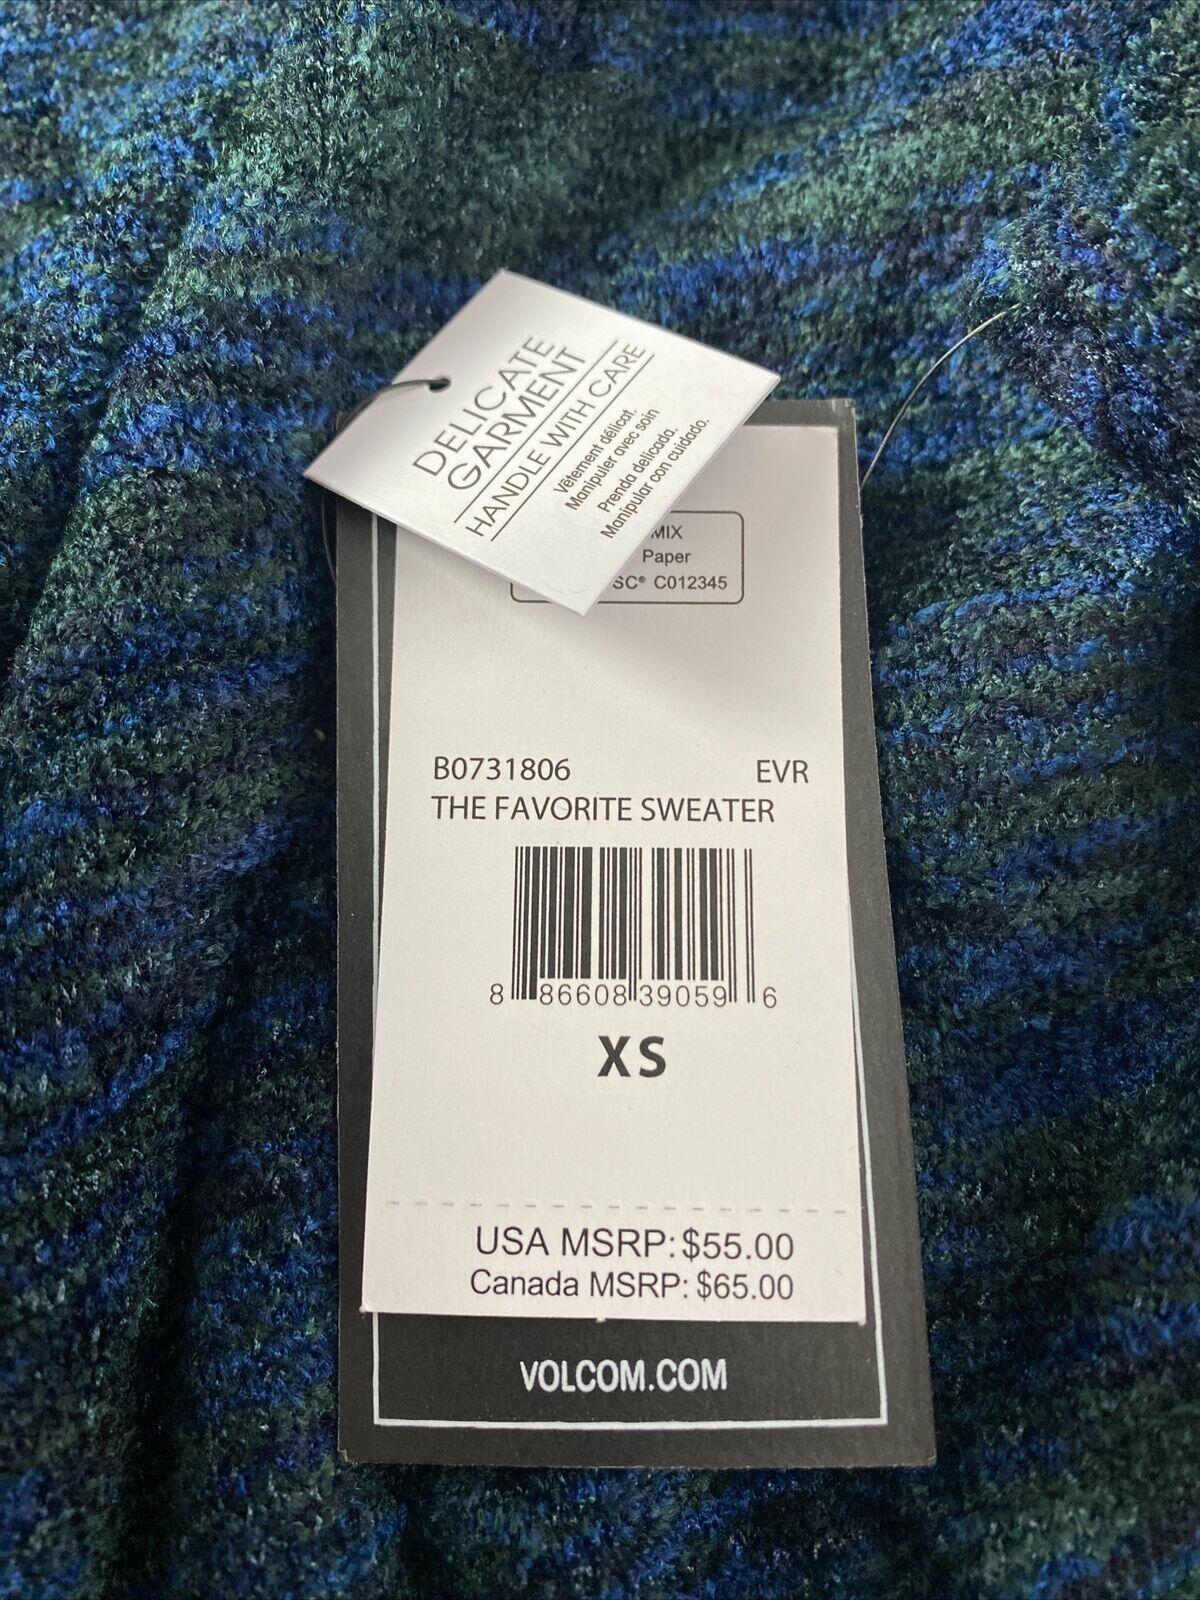 DELICATE
GARMENT
HANDLE WITH CARE
Vêtement délicat.
Manipuler avec soin
Prenda delicada.
Manipular con cuidado.
MIX
Paper
SC® C012345
B0731806 EVR
THE FAVORITE SWEATER
8 86608 39059 6
XS
USA MSRP: $55.00
Canada MSRP: $65.00
VOLCOM.COM